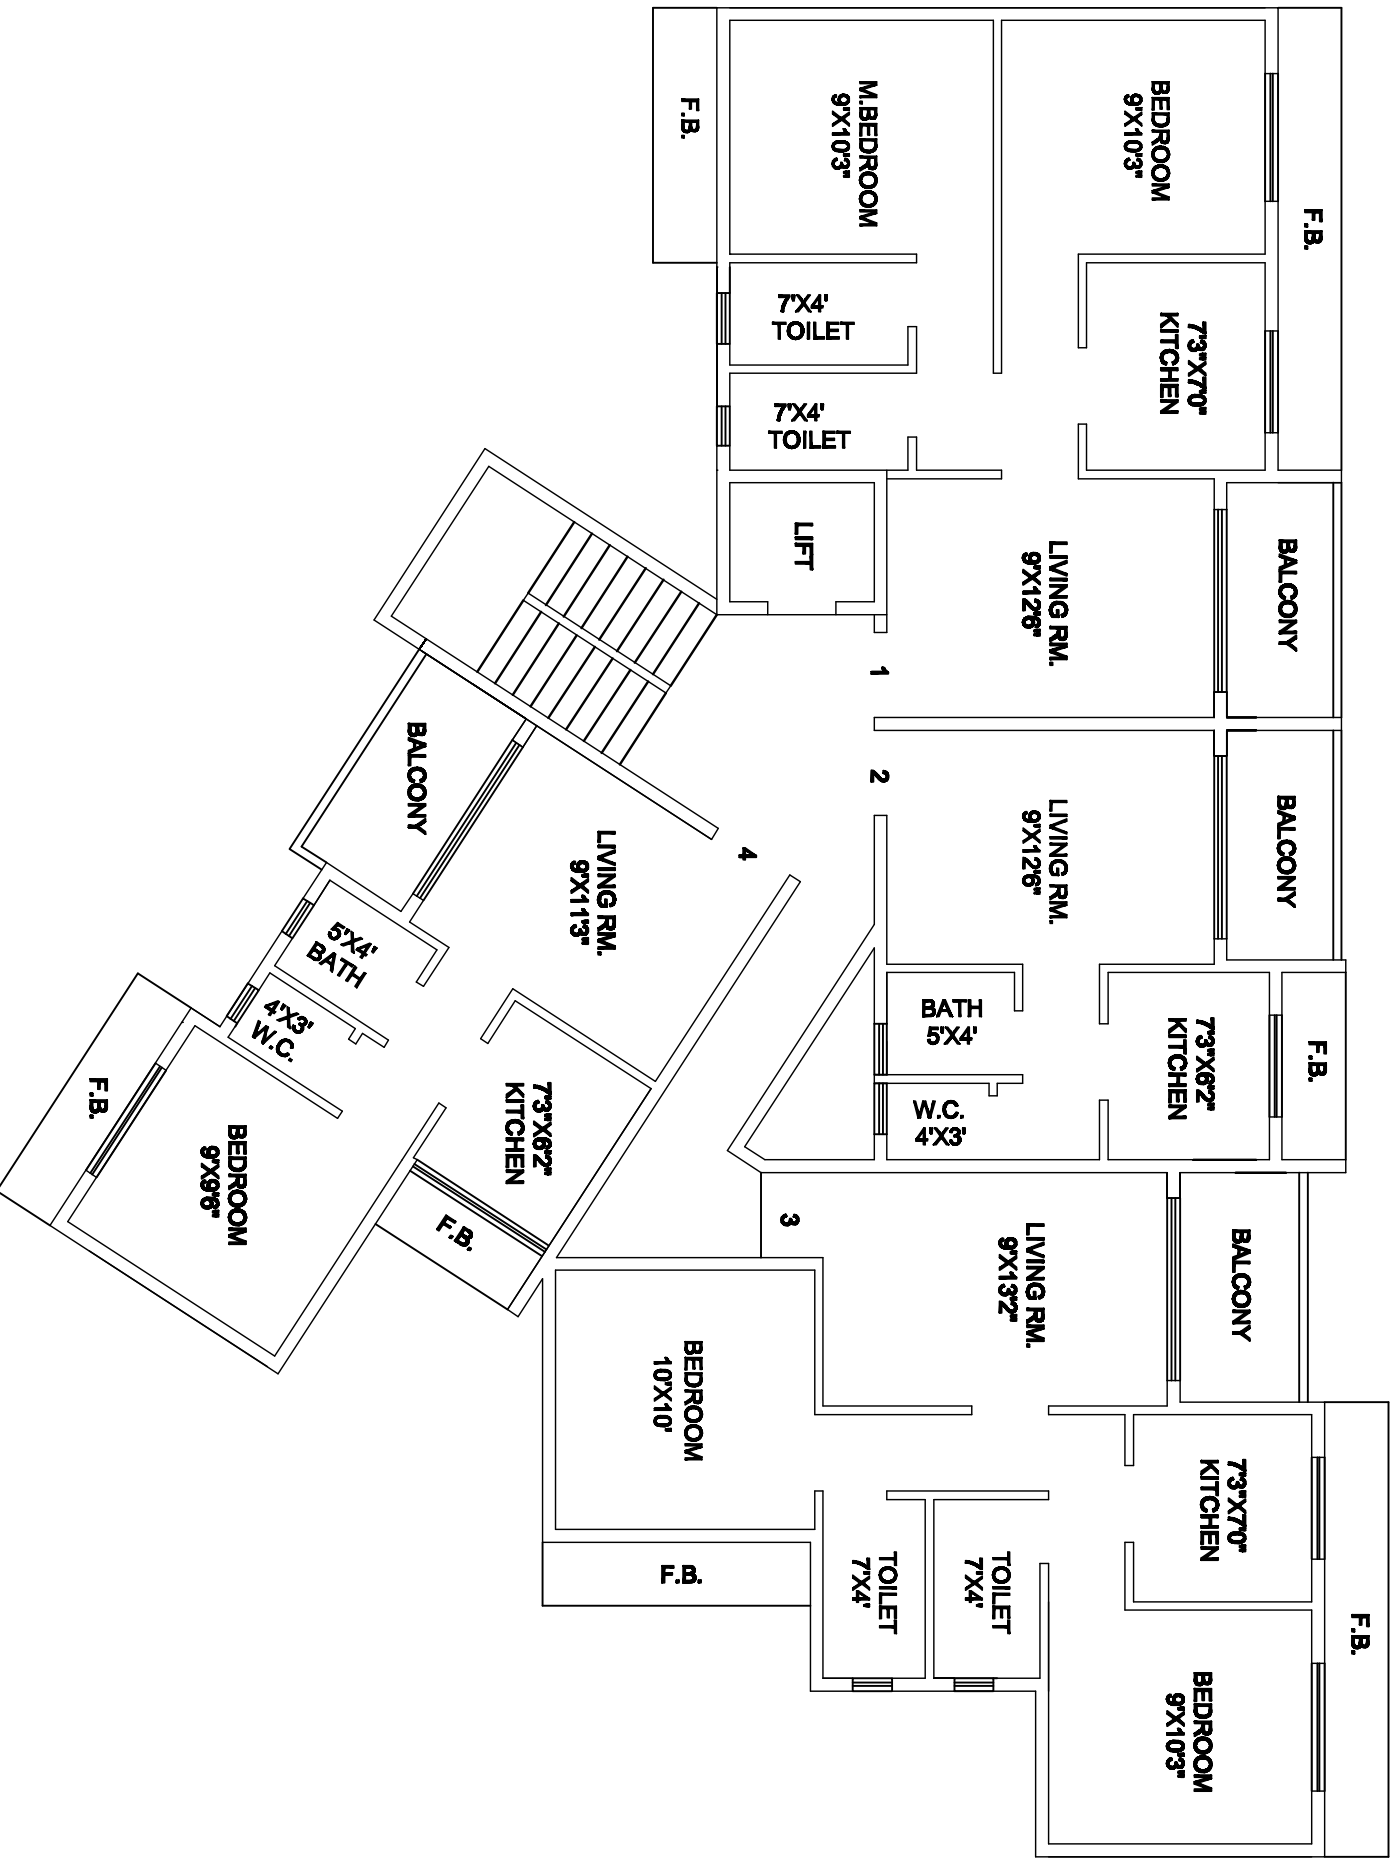 F.B.
M.BEDROOM
9'X10'3"
BEDROOM
9'X10'3"
F.B.
7'X4'
TOILET
7'3"X7'0"
KITCHEN
7'X4'
TOILET
LIFT
LIVING RM.
9'X12'6"
BALCONY
1
2
LIVING RM.
9'X12'6"
BALCONY
BALCONY
4
LIVING RM.
9'X11'3"
5'X4'
BATH
4'X3'
W.C.
BATH
5'X4'
7'3"X6'2"
KITCHEN
F.B.
W.C.
4'X3'
F.B.
BEDROOM
9'X9'6"
7'3"X6'2"
KITCHEN
F.B.
3
LIVING RM.
9'X13'2"
BALCONY
BEDROOM
10'X10'
7'3"X7'0"
KITCHEN
F.B.
TOILET
7'X4'
TOILET
7'X4'
F.B.
BEDROOM
9'X10'3"